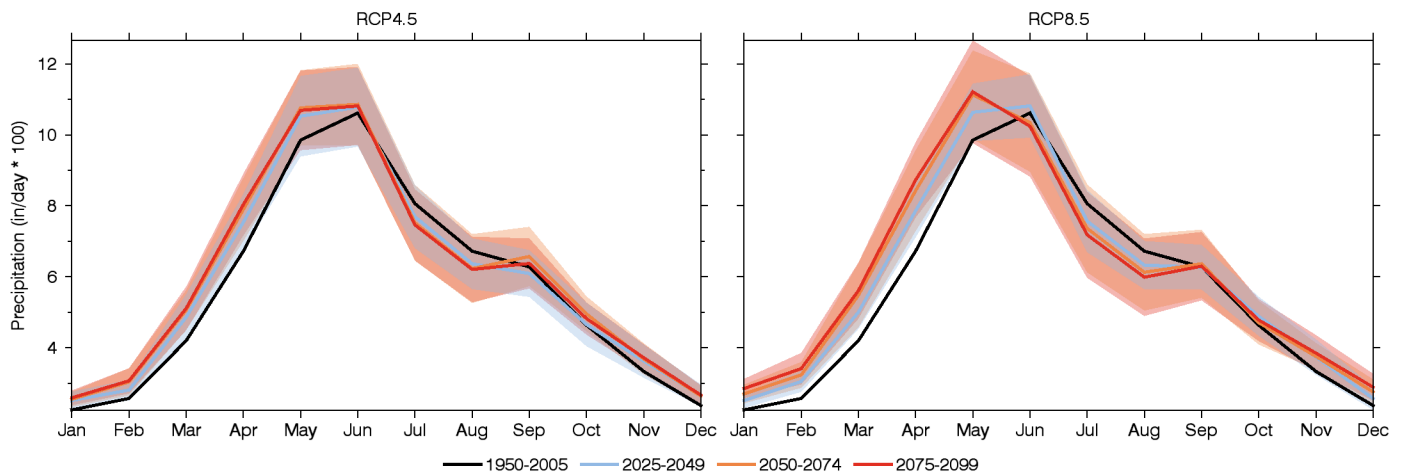 RCP4.5
RCP8.5
Precipitation (in/day * 100)
12
10
8
6
4
Jan Feb Mar Apr May Jun Jul Aug Sep Oct Nov Dec
Jan Feb Mar Apr May Jun Jul Aug Sep Oct Nov Dec
1950-2005 2025-2049 2050-2074 2075-2099